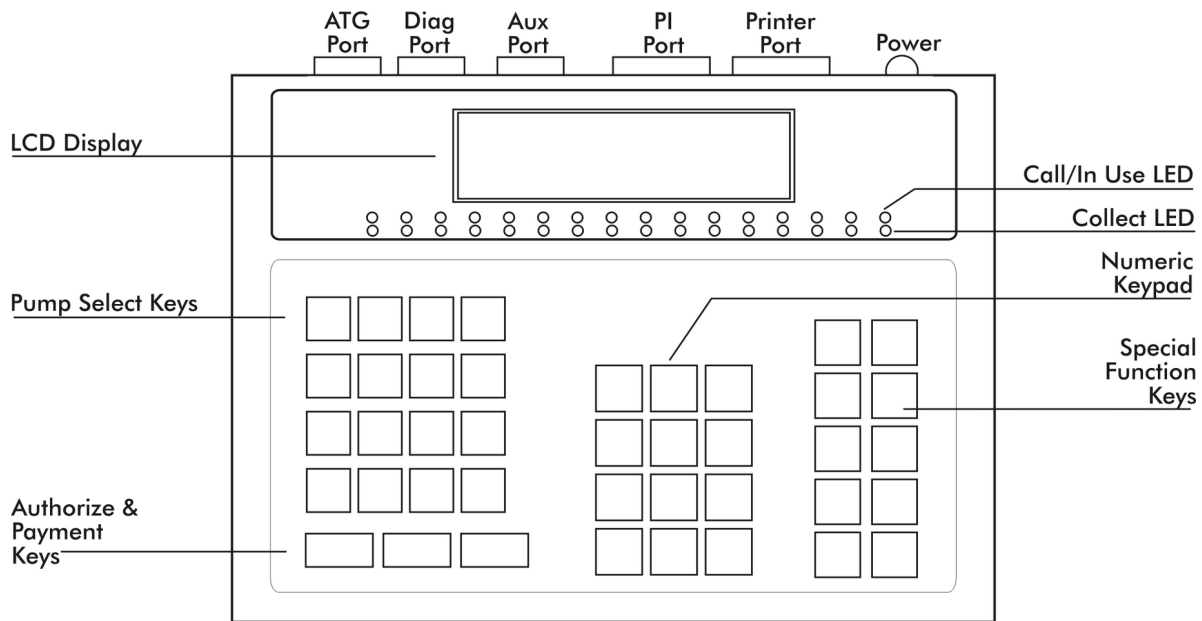 ATG
Port
Diag
Port
Aux
Port
PI
Port
Printer
Port
Power
LCD Display
Call/In Use LED
Collect LED
Numeric
Keypad
Pump Select Keys
Special
Function
Keys
Authorize &
Payment
Keys